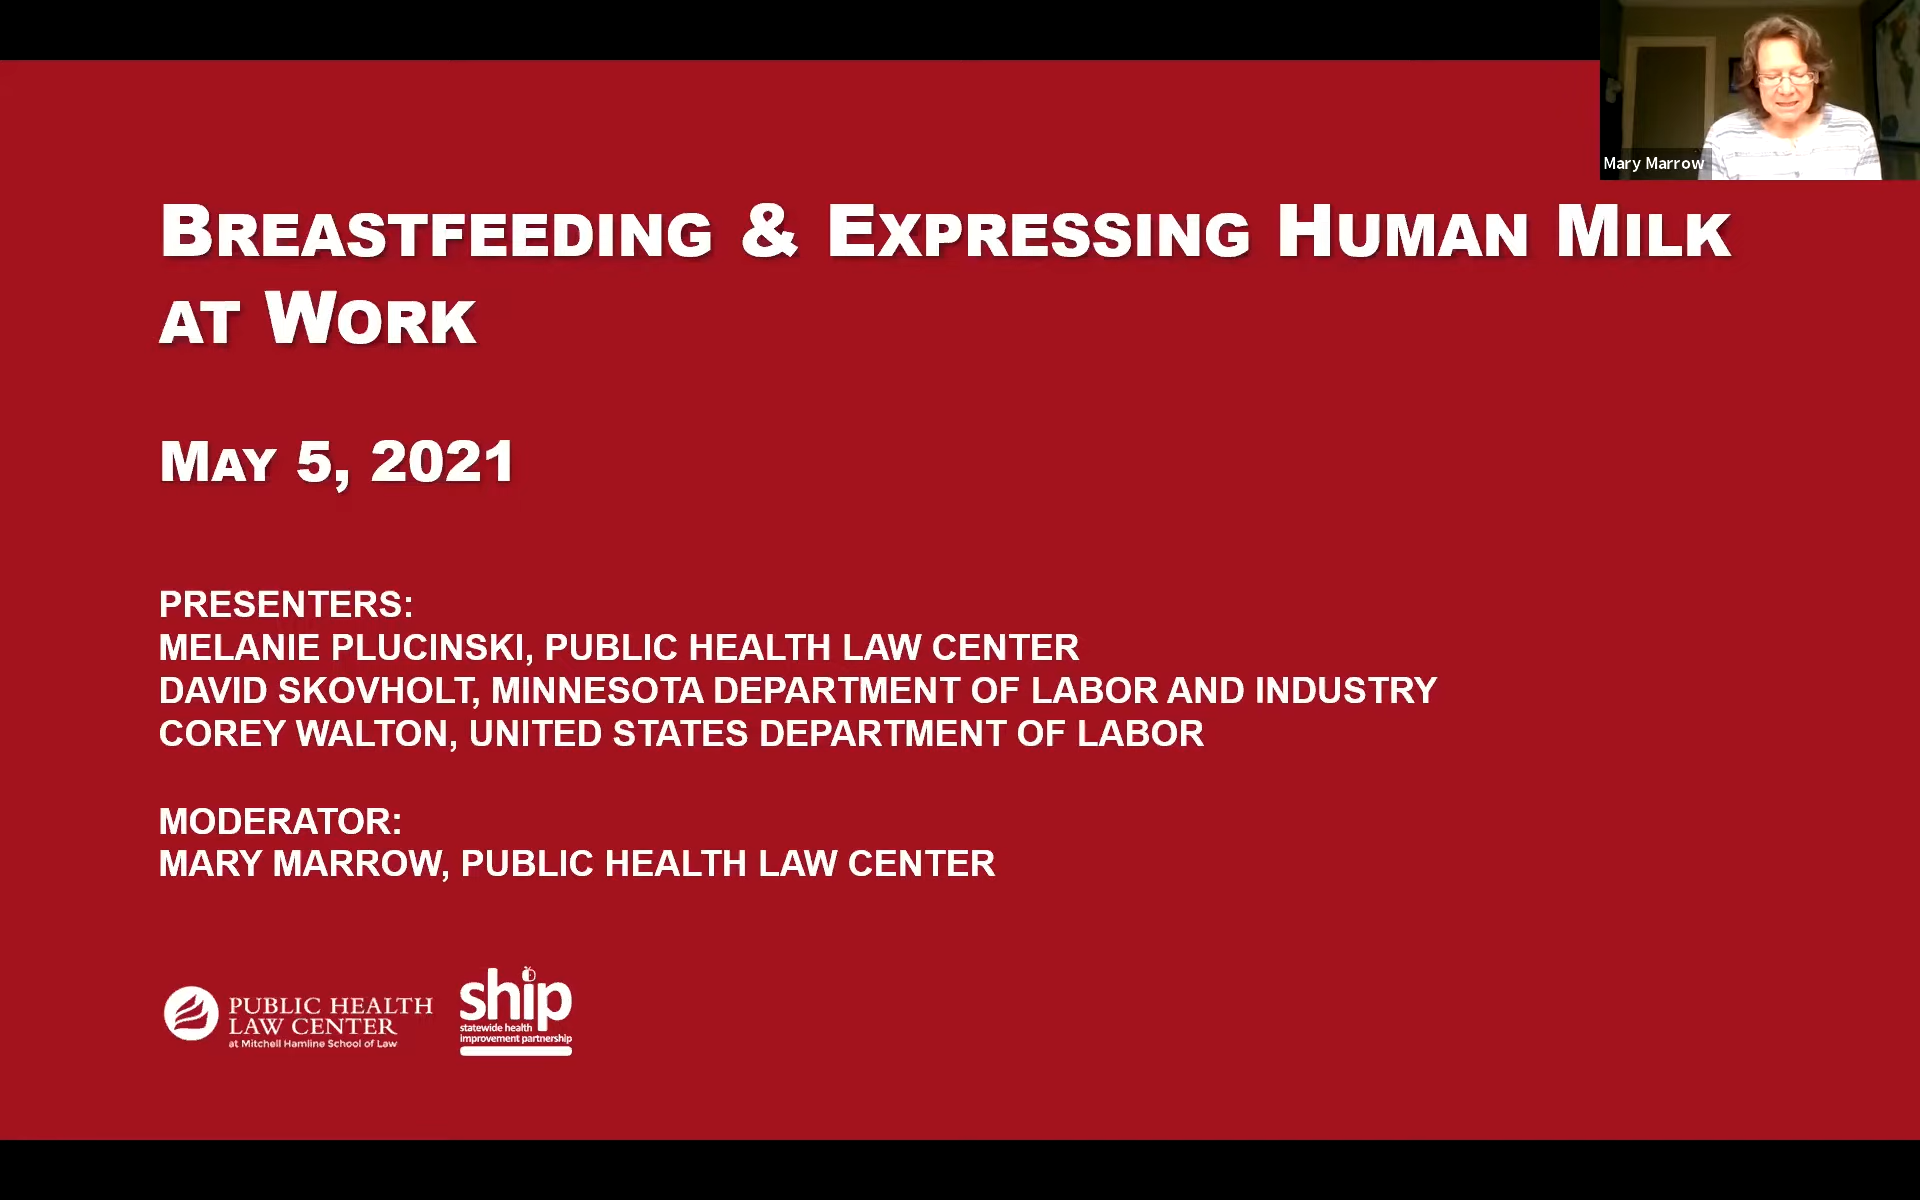 Mary Marrow
BREASTFEEDING & EXPRESSING HUMAN MILK
AT WORK
MAY 5, 2021
PRESENTERS:
MELANIE PLUCINSKI, PUBLIC HEALTH LAW CENTER
DAVID SKOVHOLT, MINNESOTA DEPARTMENT OF LABOR AND INDUSTRY
COREY WALTON, UNITED STATES DEPARTMENT OF LABOR
MODERATOR:
MARY MARROW, PUBLIC HEALTH LAW CENTER
PUBLIC HEALTH
LAW CENTER
at Mitchell Hamline School of Law
ship
statewide health
improvement partnership